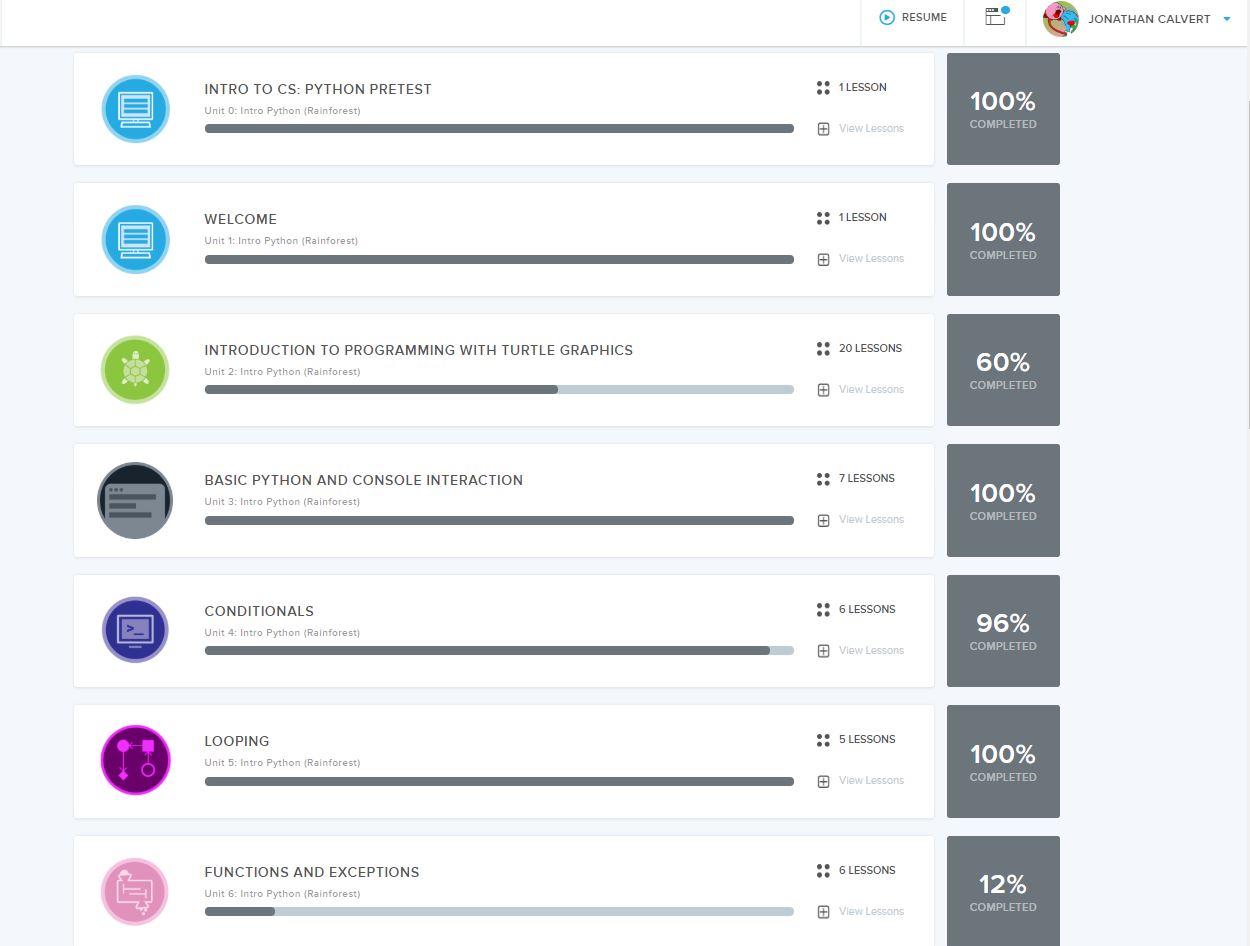 RESUME
JONATHAN CALVERT
INTRO TO CS: PYTHON PRETEST
Unit 0: Intro Python (Rainforest)
1 LESSON
View Lessons
100%
COMPLETED
WELCOME
Unit 1: Intro Python (Rainforest)
1 LESSON
View Lessons
100%
COMPLETED
INTRODUCTION TO PROGRAMMING WITH TURTLE GRAPHICS
Unit 2: Intro Python (Rainforest)
20 LESSONS
View Lessons
60%
COMPLETED
BASIC PYTHON AND CONSOLE INTERACTION
Unit 3: Intro Python (Rainforest)
7 LESSONS
View Lessons
100%
COMPLETED
CONDITIONALS
Unit 4: Intro Python (Rainforest)
6 LESSONS
View Lessons
96%
COMPLETED
LOOPING
Unit 5: Intro Python (Rainforest)
5 LESSONS
View Lessons
100%
COMPLETED
FUNCTIONS AND EXCEPTIONS
Unit 6: Intro Python (Rainforest)
6 LESSONS
View Lessons
12%
COMPLETED